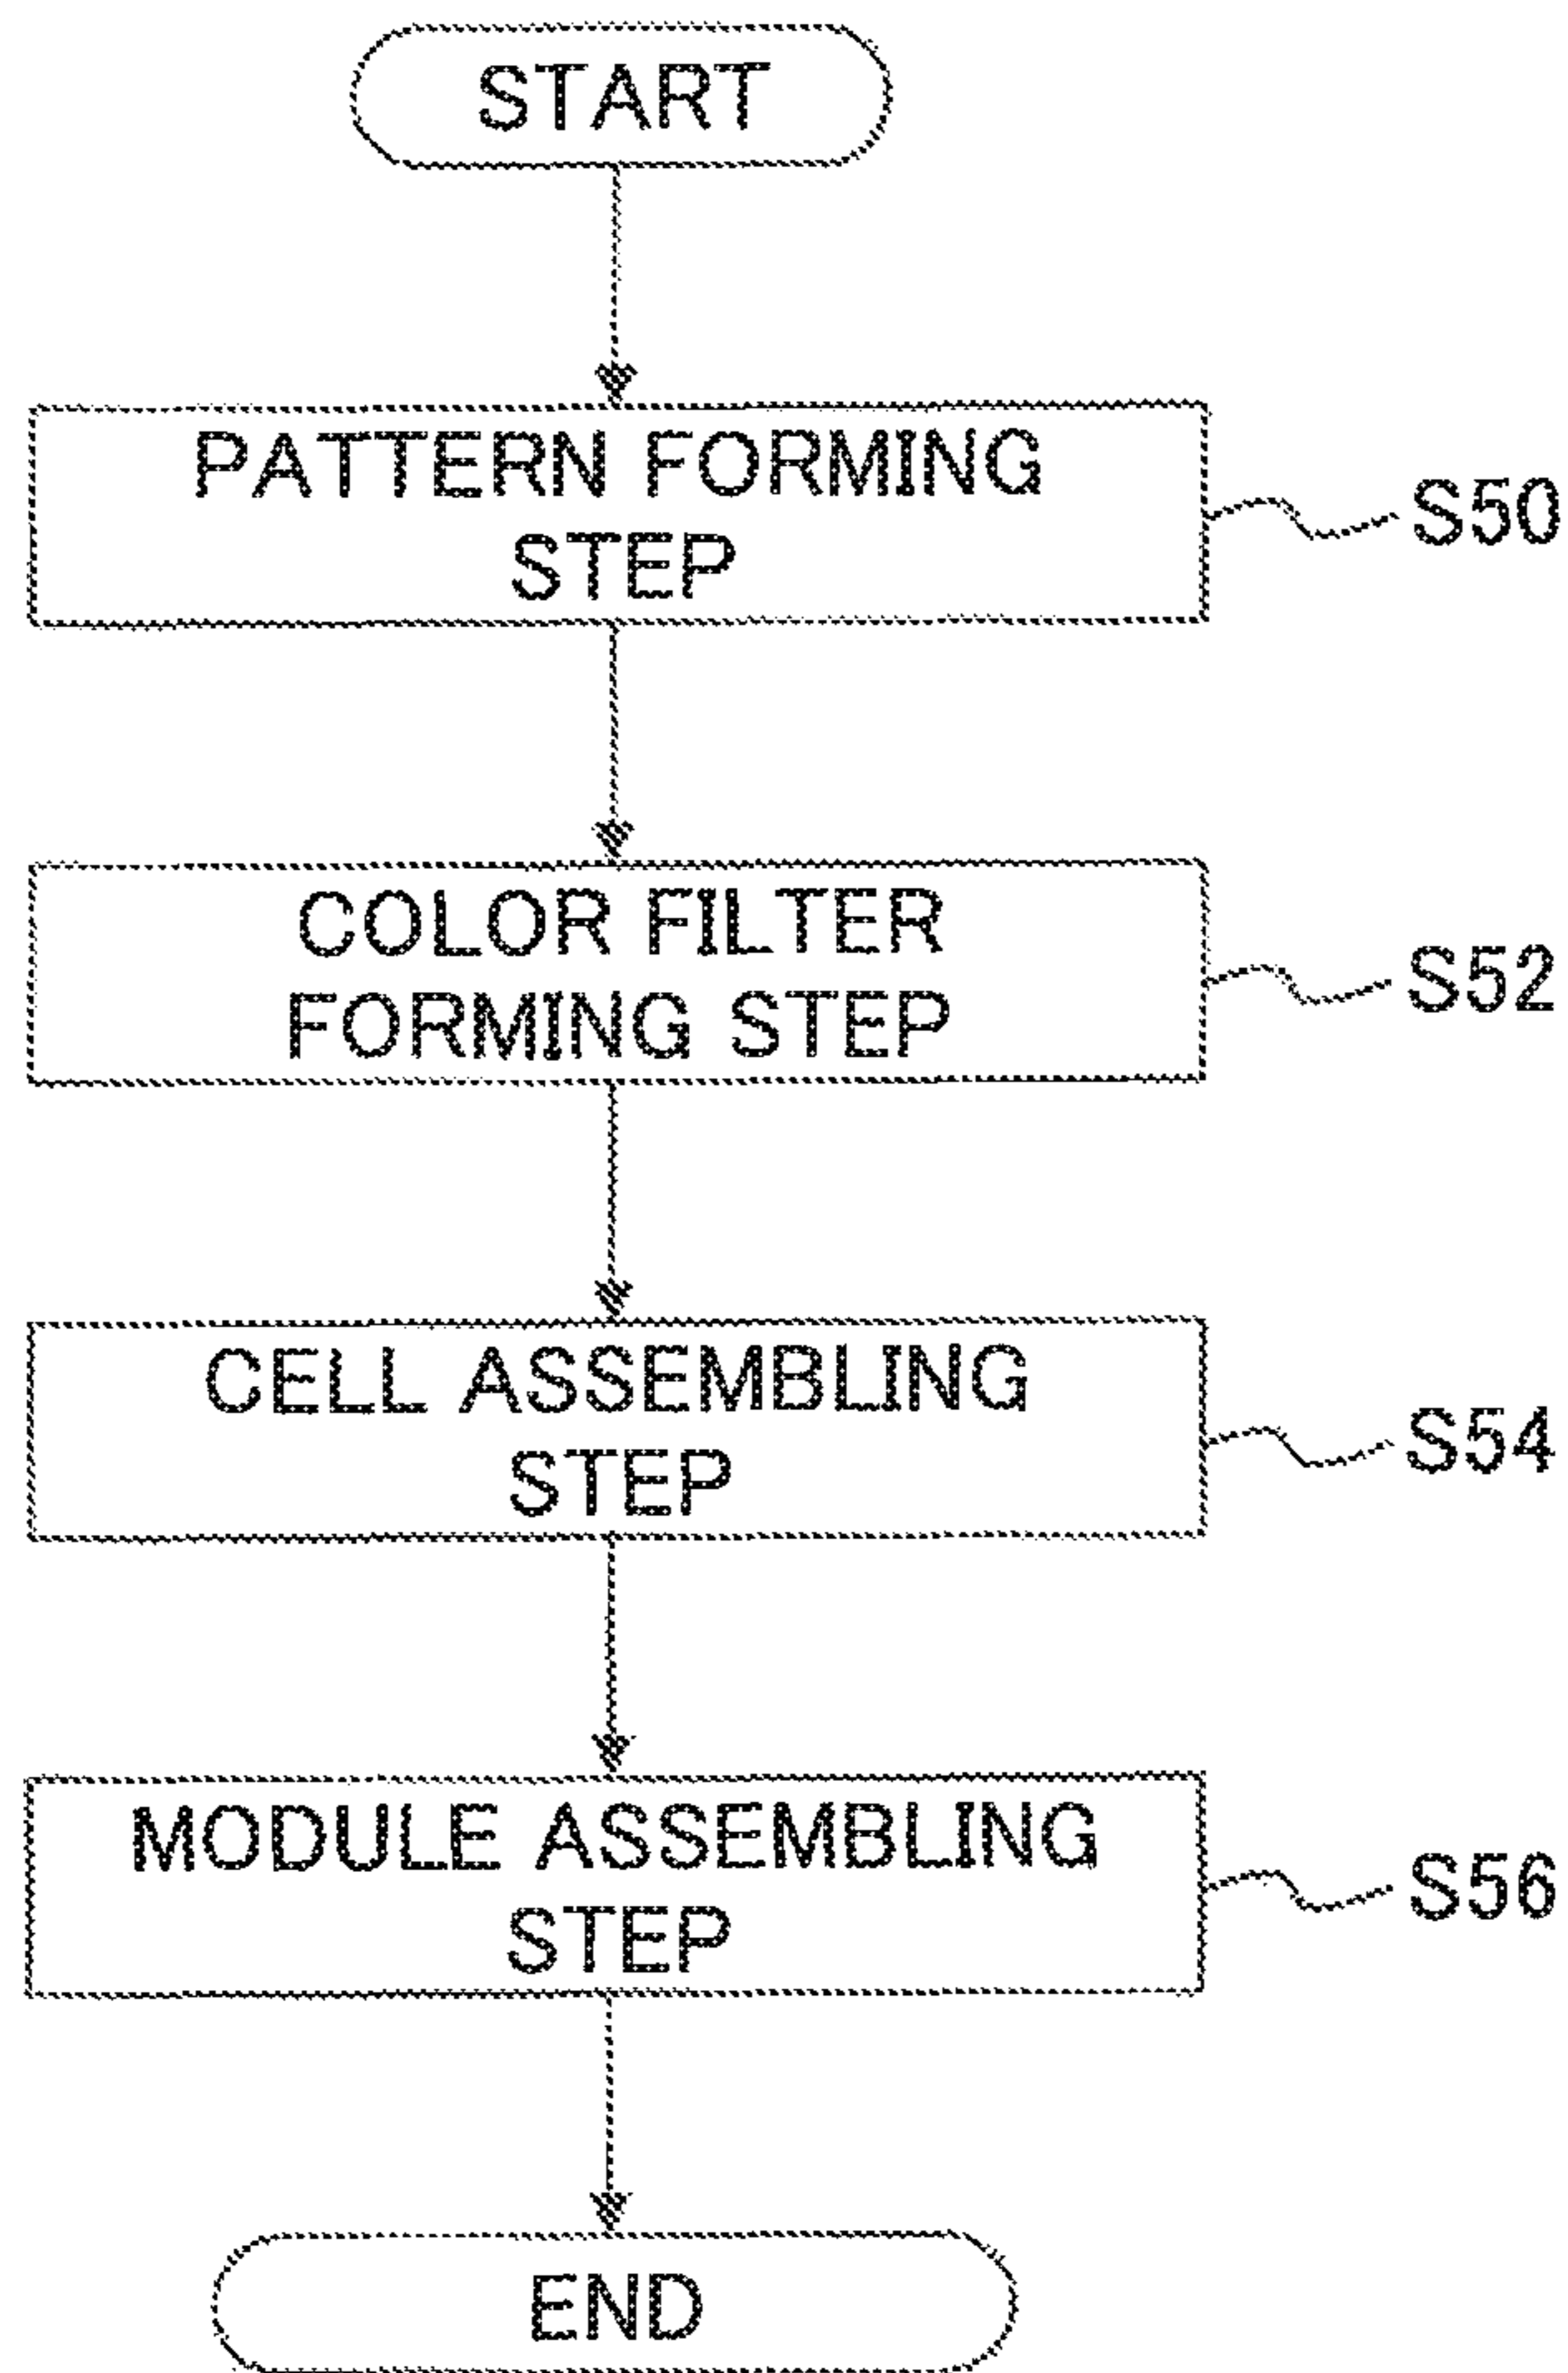 START
PATTERN FORMING
STEP
S50
COLOR FILTER
FORMING STEP
S52
CELL ASSEMBLING
STEP
S54
MODULE ASSEMBLING
STEP
S56
END